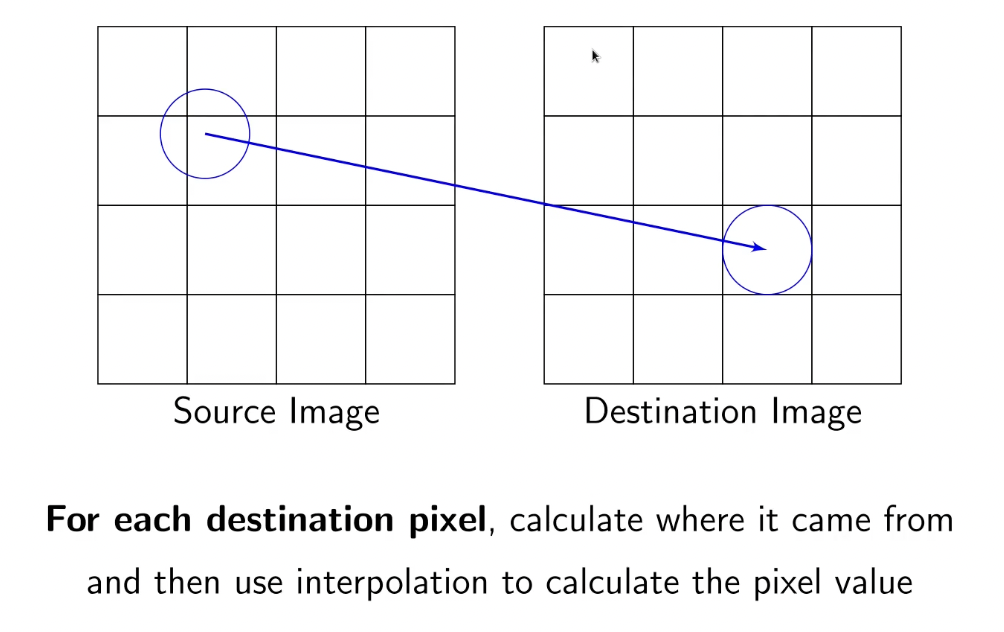 Source Image
Destination Image
For each destination pixel, calculate where it came from
and then use interpolation to calculate the pixel value